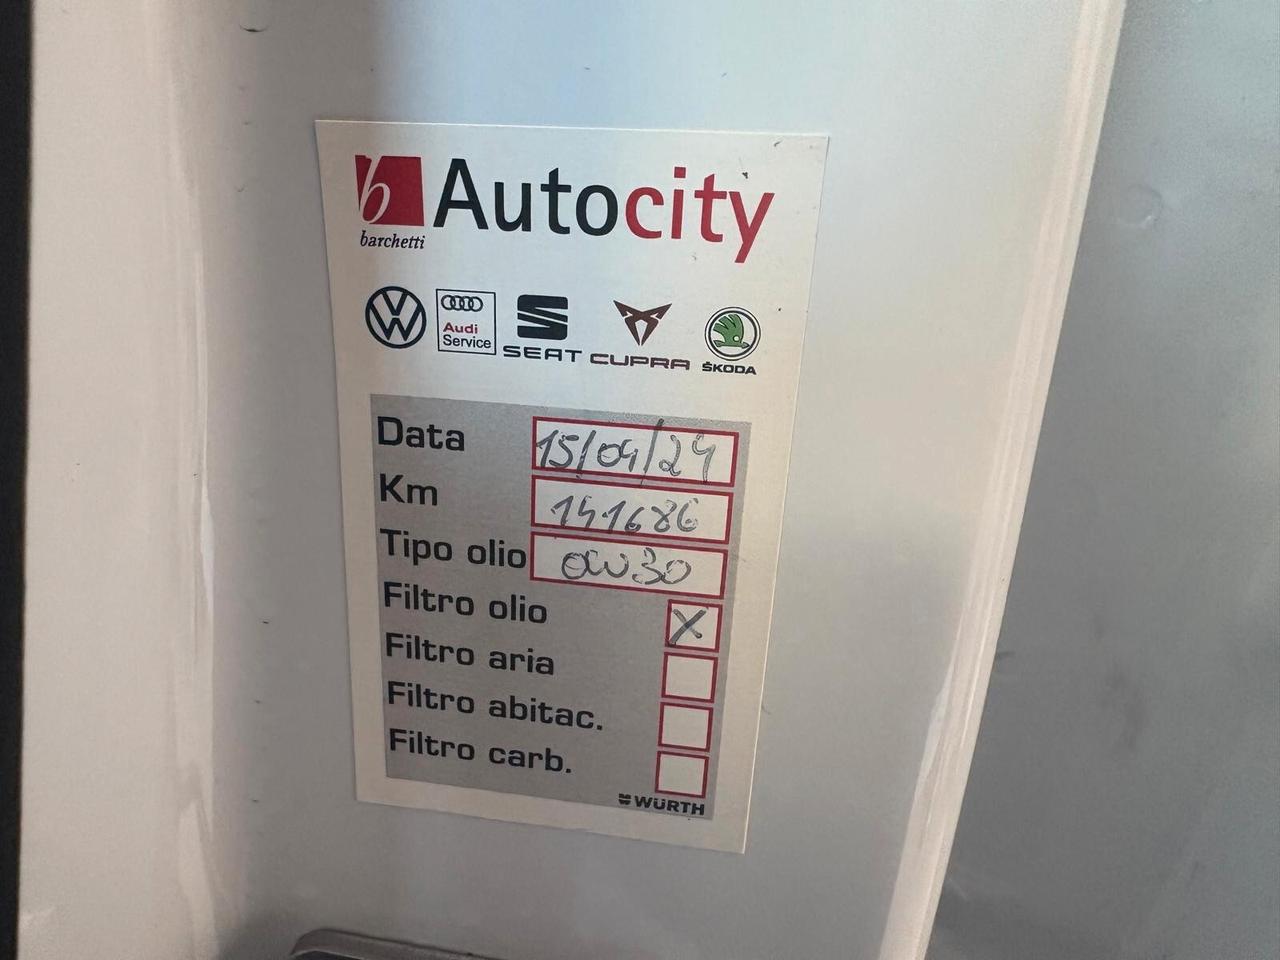 b Autocity
barchetti
Audi Service
SEAT CUPRA ŠKODA
Data 15/04/24
Km 141686
Tipo olio 0W30
Filtro olio X
Filtro aria
Filtro abitac.
Filtro carb.
WÜRTH